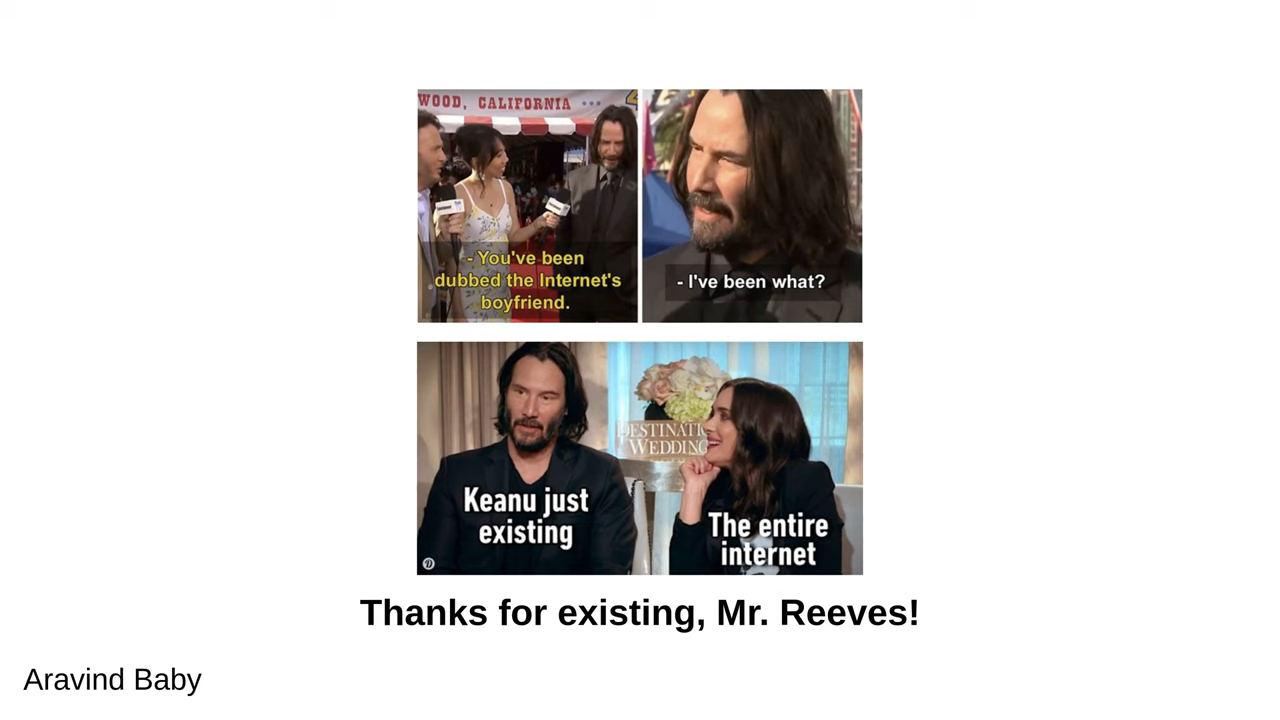 WOOD, CALIFORNIA
- You've been
dubbed the Internet's
boyfriend.
- I've been what?
DESTINATI
WEDDING
Keanu just
existing
The entire
internet
Thanks for existing, Mr. Reeves!
Aravind Baby